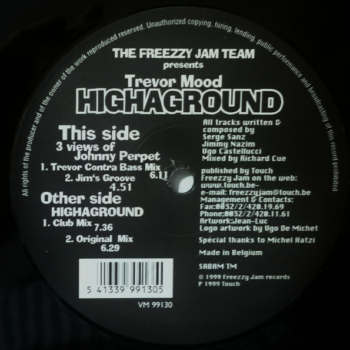 All rights of the producer and of the owner of the work reproduced reserved. Unauthorized copying. hiring. lending. public performance and broadcasting of this record prohibited
THE FREEZZY JAM TEAM
presents
Trevor Mood
HIGHAGROUND
This side
3 views of
Johnny Perpet
1. Trevor Contra Bass Mix
6.11
2. Jim's Groove
4.51
Other side
HIGHAGROUND
1. Club Mix
7.36
2. Original Mix
6.29
All tracks written &
composed by
Serge Sanz
Jimmy Nazim
Ugo Castellucci
Mixed by Richard Cue
published by Touch
Freezzy Jam on the web:
-www.touch.be-
e-mail: freezzyjam@touch.be
Management & Contacts:
Fax:0032/2/420.19.69
Phone:0032/2/420.11.61
Artwork:Jean-Luc
Logo artwork by Ugo De Michet
Special thanks to Michel Hatzi
Made in Belgium
SABAM TM
© 1999 Freezzy Jam records
P 1999 Touch
5 41339 991305
VM 99130